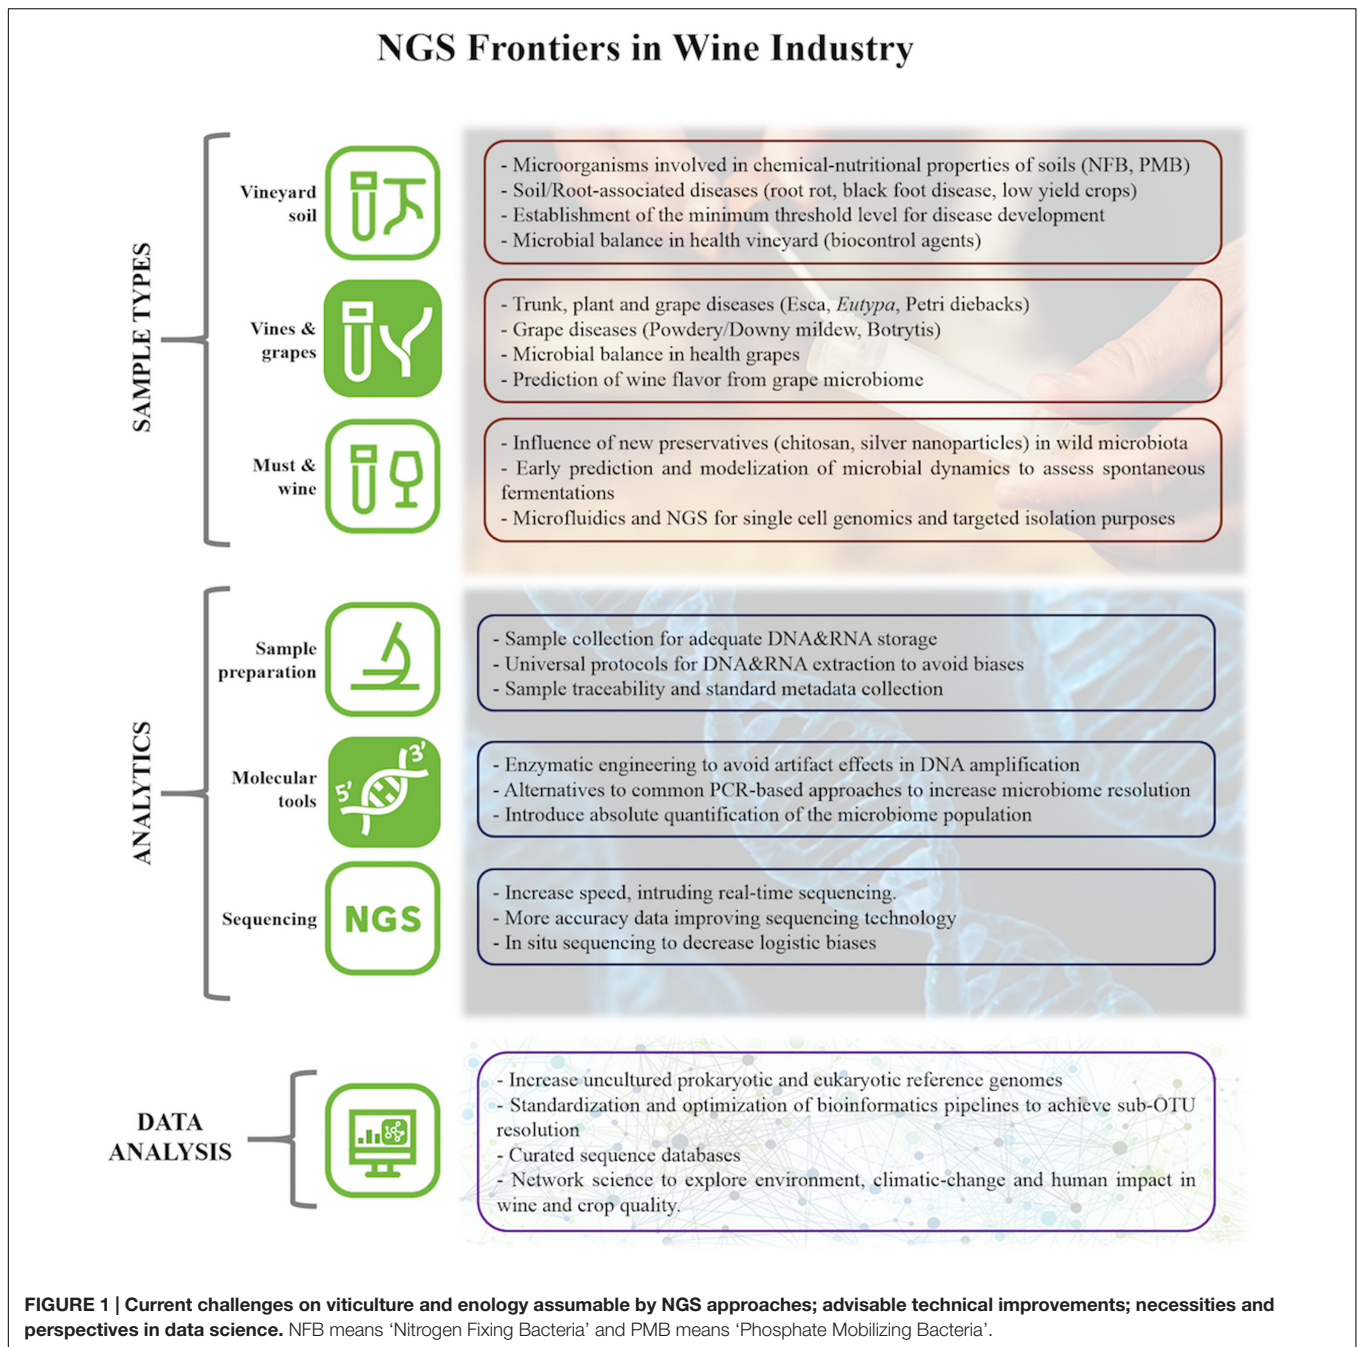 NGS Frontiers in Wine Industry
SAMPLE TYPES
Vineyard
soil
- Microorganisms involved in chemical-nutritional properties of soils (NFB, PMB)
- Soil/Root-associated diseases (root rot, black foot disease, low yield crops)
- Establishment of the minimum threshold level for disease development
- Microbial balance in health vineyard (biocontrol agents)
Vines &
grapes
- Trunk, plant and grape diseases (Esca, Eutypa, Petri diebacks)
- Grape diseases (Powdery/Downy mildew, Botrytis)
- Microbial balance in health grapes
- Prediction of wine flavor from grape microbiome
Must &
wine
- Influence of new preservatives (chitosan, silver nanoparticles) in wild microbiota
- Early prediction and modelization of microbial dynamics to assess spontaneous
fermentations
- Microfluidics and NGS for single cell genomics and targeted isolation purposes
ANALYTICS
Sample
preparation
- Sample collection for adequate DNA&RNA storage
- Universal protocols for DNA&RNA extraction to avoid biases
- Sample traceability and standard metadata collection
Molecular
tools
5' 3'
- Enzymatic engineering to avoid artifact effects in DNA amplification
- Alternatives to common PCR-based approaches to increase microbiome resolution
- Introduce absolute quantification of the microbiome population
Sequencing
NGS
- Increase speed, intruding real-time sequencing.
- More accuracy data improving sequencing technology
- In situ sequencing to decrease logistic biases
DATA
ANALYSIS
- Increase uncultured prokaryotic and eukaryotic reference genomes
- Standardization and optimization of bioinformatics pipelines to achieve sub-OTU
resolution
- Curated sequence databases
- Network science to explore environment, climatic-change and human impact in
wine and crop quality.
FIGURE 1 | Current challenges on viticulture and enology assumable by NGS approaches; advisable technical improvements; necessities and
perspectives in data science. NFB means ‘Nitrogen Fixing Bacteria’ and PMB means ‘Phosphate Mobilizing Bacteria’.